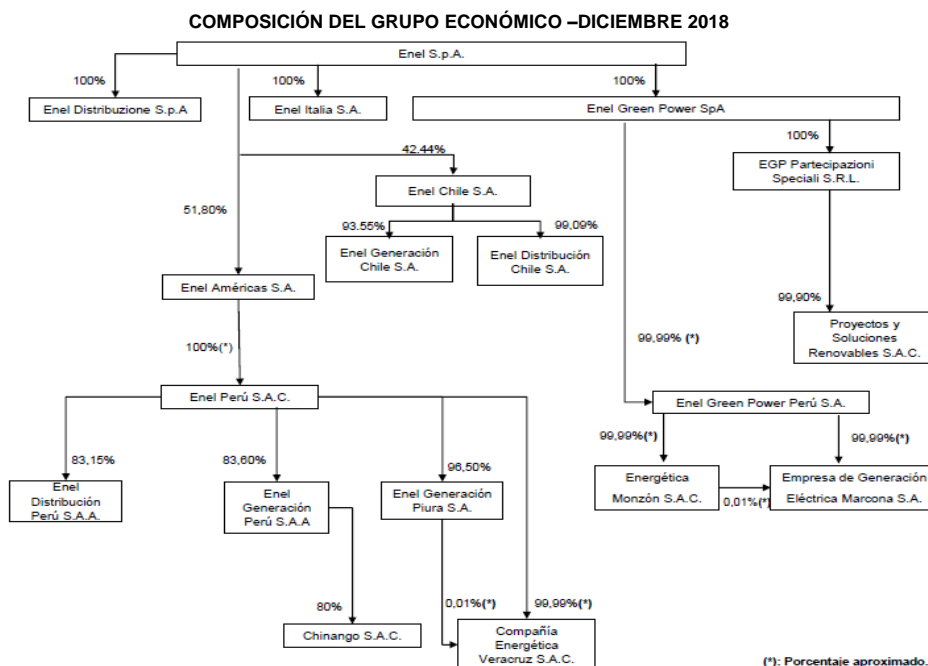 COMPOSICIÓN DEL GRUPO ECONÓMICO –DICIEMBRE 2018
Enel S.p.A.
100%
100%
100%
Enel Distribuzione S.p.A
Enel Italia S.A.
Enel Green Power SpA
42.44%
100%
EGP Partecipazioni
Speciali S.R.L.
Enel Chile S.A.
51,80%
93.55%
99,09%
Enel Generación
Chile S.A.
Enel Distribución
Chile S.A.
Enel Américas S.A.
99,90%
Proyectos y
Soluciones
Renovables S.A.C.
100%(*)
99,99% (*)
Enel Perú S.A.C.
Enel Green Power Perú S.A.
83,15%
83,60%
96,50%
99,99%(*)
99,99%(*)
Enel
Distribución
Perú S.A.A.
Enel
Generación
Perú S.A.A
Enel Generación
Piura S.A.
Energética
Monzón S.A.C.
0,01%(*)
Empresa de Generación
Eléctrica Marcona S.A.
80%
0,01%(*)
99,99%(*)
Chinango S.A.C.
Compañía
Energética
Veracruz S.A.C.
(*): Porcentaje aproximado.